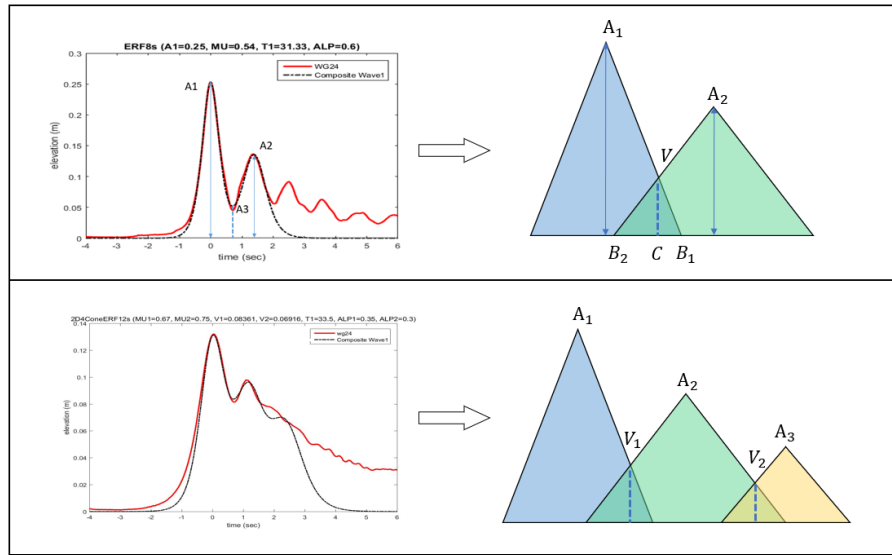 ERF8s (A1=0.25, MU=0.54, T1=31.33, ALP=0.6)
0.3
0.25
0.2
0.15
0.1
0.05
0
elevation (m)
WG24
Composite Wave1
A1
A2
A3
-4 -3 -2 -1 0 1 2 3 4 5 6
time (sec)
A₁
A₂
V
B₂ C B₁
2D4ConeERF12s (MU1=0.67, MU2=0.75, V1=0.08361, V2=0.06916, T1=33.5, ALP1=0.35, ALP2=0.3)
0.14
0.12
0.1
0.08
0.06
0.04
0.02
0
elevation (m)
wg24
Composite Wave1
-4 -3 -2 -1 0 1 2 3 4 5 6
time (sec)
A₁
A₂
A₃
V₁
V₂